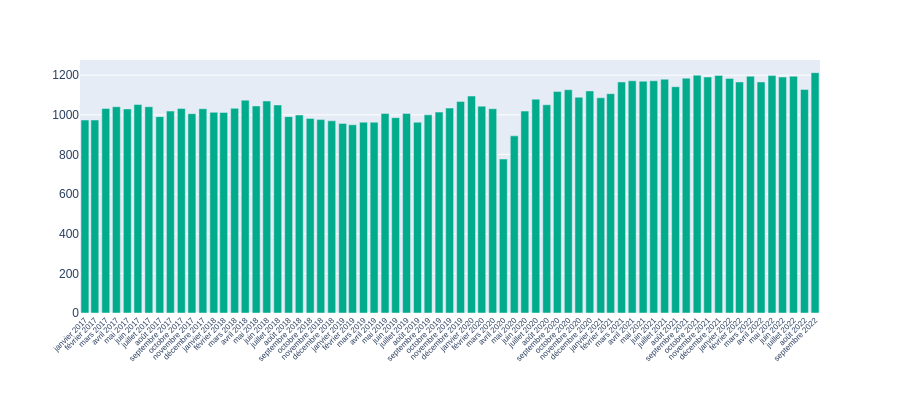 1200
1000
800
600
400
200
0
janvier 2017
février 2017
mars 2017
avril 2017
mai 2017
juin 2017
juillet 2017
août 2017
septembre 2017
octobre 2017
novembre 2017
décembre 2017
janvier 2018
février 2018
mars 2018
avril 2018
mai 2018
juin 2018
juillet 2018
août 2018
septembre 2018
octobre 2018
novembre 2018
décembre 2018
janvier 2019
février 2019
mars 2019
avril 2019
mai 2019
juin 2019
juillet 2019
août 2019
septembre 2019
octobre 2019
novembre 2019
décembre 2019
janvier 2020
février 2020
mars 2020
avril 2020
mai 2020
juin 2020
juillet 2020
août 2020
septembre 2020
octobre 2020
novembre 2020
décembre 2020
janvier 2021
février 2021
mars 2021
avril 2021
mai 2021
juin 2021
juillet 2021
août 2021
septembre 2021
octobre 2021
novembre 2021
décembre 2021
janvier 2022
février 2022
mars 2022
avril 2022
mai 2022
juin 2022
juillet 2022
août 2022
septembre 2022